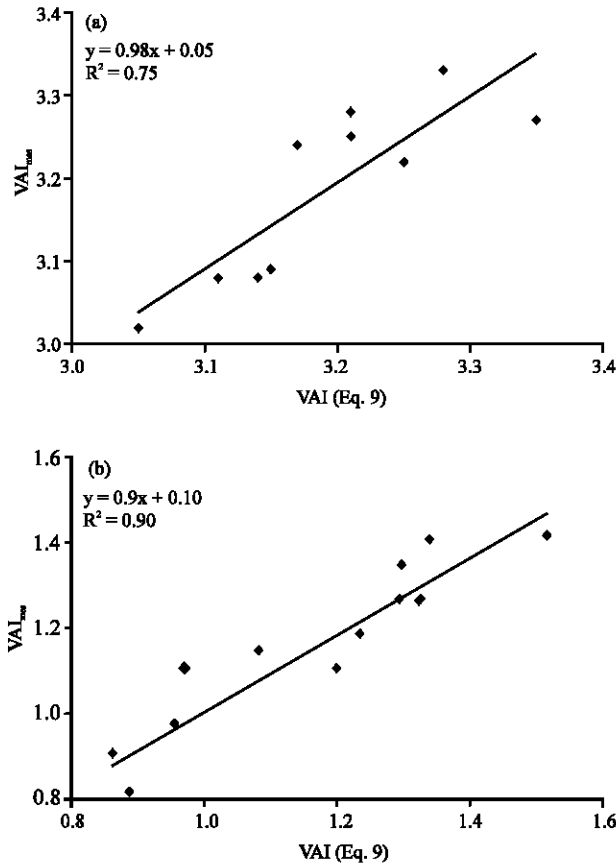 (a)
y = 0.98x + 0.05
R² = 0.75
3.4
3.3
3.2
3.1
3.0
VAI
3.0 3.1 3.2 3.3 3.4
VAI (Eq. 9)
(b)
y = 0.9x + 0.10
R² = 0.90
1.6
1.4
1.2
1.0
0.8
VAI
0.8 1.0 1.2 1.4 1.6
VAI (Eq. 9)